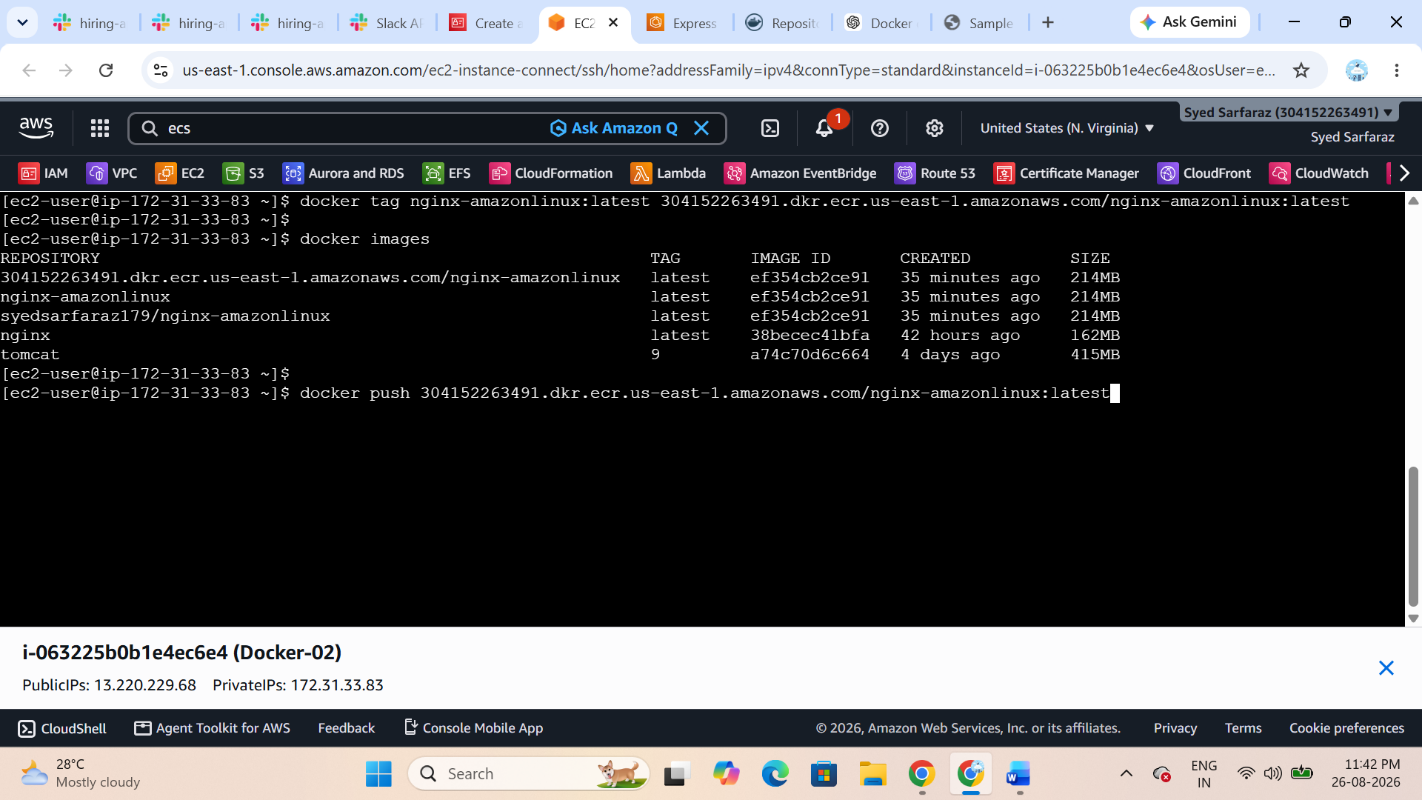 hiring-a
hiring-a
hiring-a
Slack AP
Create a
EC2
Express
Reposito
Docker
Sample
Ask Gemini
us-east-1.console.aws.amazon.com/ec2-instance-connect/ssh/home?addressFamily=ipv4&connType=standard&instanceId=i-063225b0b1e4ec6e4&osUser=e...
aws
ecs
Ask Amazon Q
1
United States (N. Virginia)
Syed Sarfaraz (304152263491)
Syed Sarfaraz
IAM
VPC
EC2
S3
Aurora and RDS
EFS
CloudFormation
Lambda
Amazon EventBridge
Route 53
Certificate Manager
CloudFront
CloudWatch
[ec2-user@ip-172-31-33-83 ~]$ docker tag nginx-amazonlinux:latest 304152263491.dkr.ecr.us-east-1.amazonaws.com/nginx-amazonlinux:latest
[ec2-user@ip-172-31-33-83 ~]$
[ec2-user@ip-172-31-33-83 ~]$ docker images
REPOSITORY TAG IMAGE ID CREATED SIZE
304152263491.dkr.ecr.us-east-1.amazonaws.com/nginx-amazonlinux latest ef354cb2ce91 35 minutes ago 214MB
nginx-amazonlinux latest ef354cb2ce91 35 minutes ago 214MB
syedsarfaraz179/nginx-amazonlinux latest ef354cb2ce91 35 minutes ago 214MB
nginx latest 38becec41bfa 42 hours ago 162MB
tomcat 9 a74c70d6c664 4 days ago 415MB
[ec2-user@ip-172-31-33-83 ~]$
[ec2-user@ip-172-31-33-83 ~]$ docker push 304152263491.dkr.ecr.us-east-1.amazonaws.com/nginx-amazonlinux:latest
i-063225b0b1e4ec6e4 (Docker-02)
PublicIPs: 13.220.229.68 PrivateIPs: 172.31.33.83
CloudShell
Agent Toolkit for AWS
Feedback
Console Mobile App
© 2026, Amazon Web Services, Inc. or its affiliates.
Privacy
Terms
Cookie preferences
28°C
Mostly cloudy
Search
ENG
IN
11:42 PM
26-08-2026